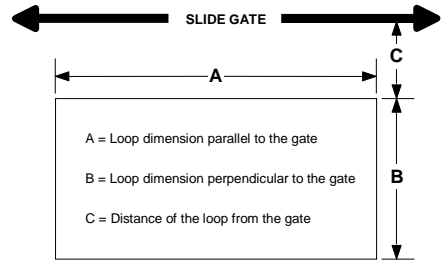 SLIDE GATE
C
A
A = Loop dimension parallel to the gate
B = Loop dimension perpendicular to the gate
B
C = Distance of the loop from the gate